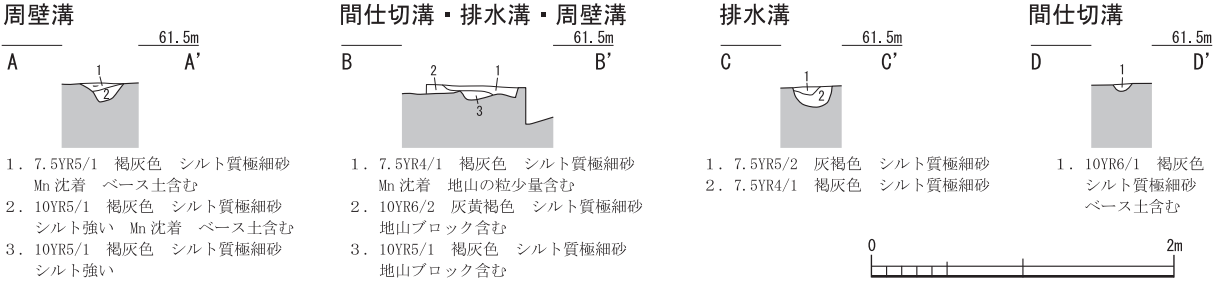 周壁溝
61.5m
A A'
1
2
1. 7.5YR5/1 褐灰色 シルト質極細砂
Mn 沈着 ベース土含む
2. 10YR5/1 褐灰色 シルト質極細砂
シルト強い Mn 沈着 ベース土含む
3. 10YR5/1 褐灰色 シルト質極細砂
シルト強い
間仕切溝・排水溝・周壁溝
61.5m
B B'
2 1
3
1. 7.5YR4/1 褐灰色 シルト質極細砂
Mn 沈着 地山の粒少量含む
2. 10YR6/2 灰黄褐色 シルト質極細砂
地山ブロック含む
3. 10YR5/1 褐灰色 シルト質極細砂
地山ブロック含む
排水溝
61.5m
C C'
1
2
1. 7.5YR5/2 灰褐色 シルト質極細砂
2. 7.5YR4/1 褐灰色 シルト質極細砂
間仕切溝
61.5m
D D'
1
1. 10YR6/1 褐灰色
シルト質極細砂
ベース土含む
0 2m